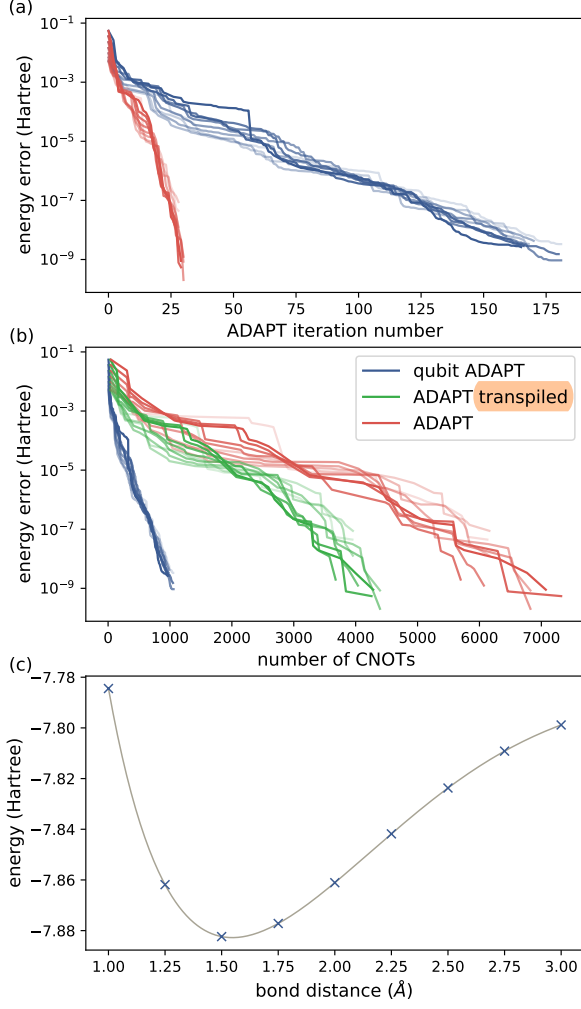 (a)
10⁻¹
10⁻³
10⁻⁵
10⁻⁷
10⁻⁹
energy error (Hartree)
0 25 50 75 100 125 150 175
ADAPT iteration number
(b)
10⁻¹
10⁻³
10⁻⁵
10⁻⁷
10⁻⁹
energy error (Hartree)
qubit ADAPT
ADAPT transpiled
ADAPT
0 1000 2000 3000 4000 5000 6000 7000
number of CNOTs
(c)
−7.78
−7.80
−7.82
−7.84
−7.86
−7.88
energy (Hartree)
1.00 1.25 1.50 1.75 2.00 2.25 2.50 2.75 3.00
bond distance (Å)